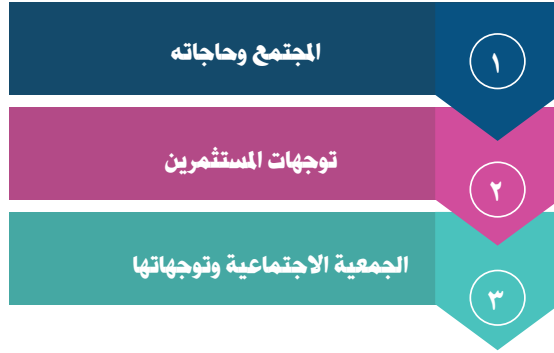 ١
المجتمع وحاجاته
٢
توجهات المستثمرين
٣
الجمعية الاجتماعية وتوجهاتها